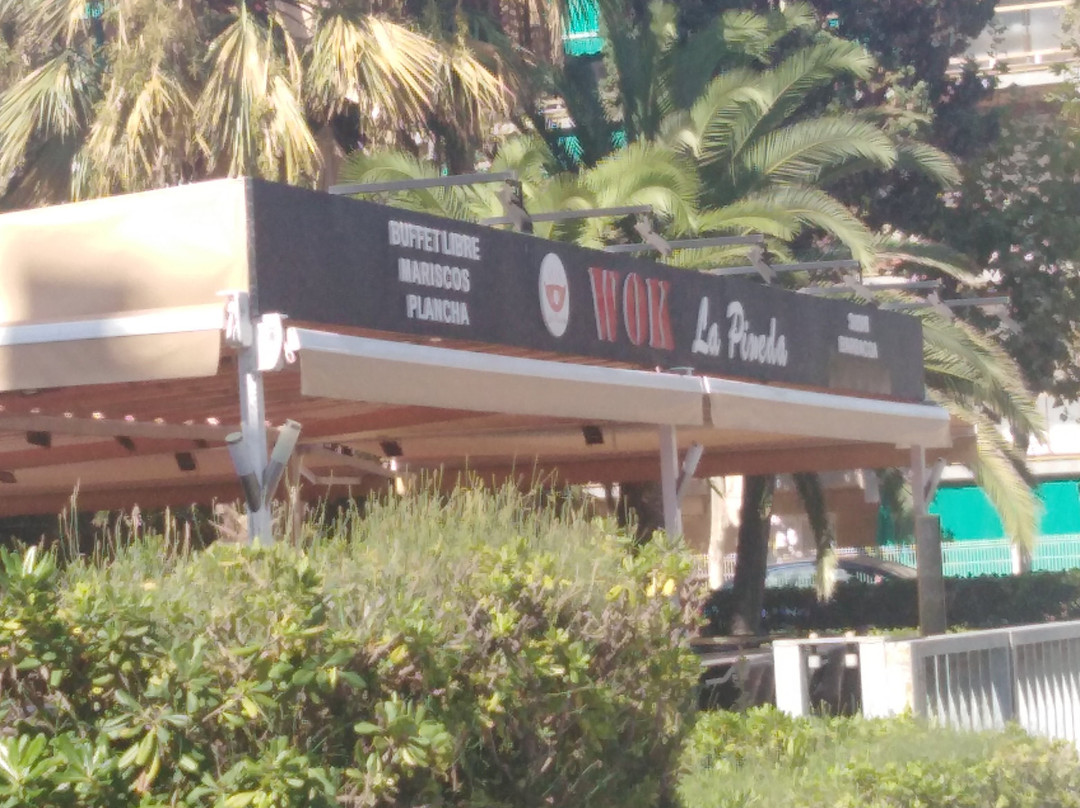 BUFFET LIBRE
MARISCOS
PLANCHA
WOK
La Pineda